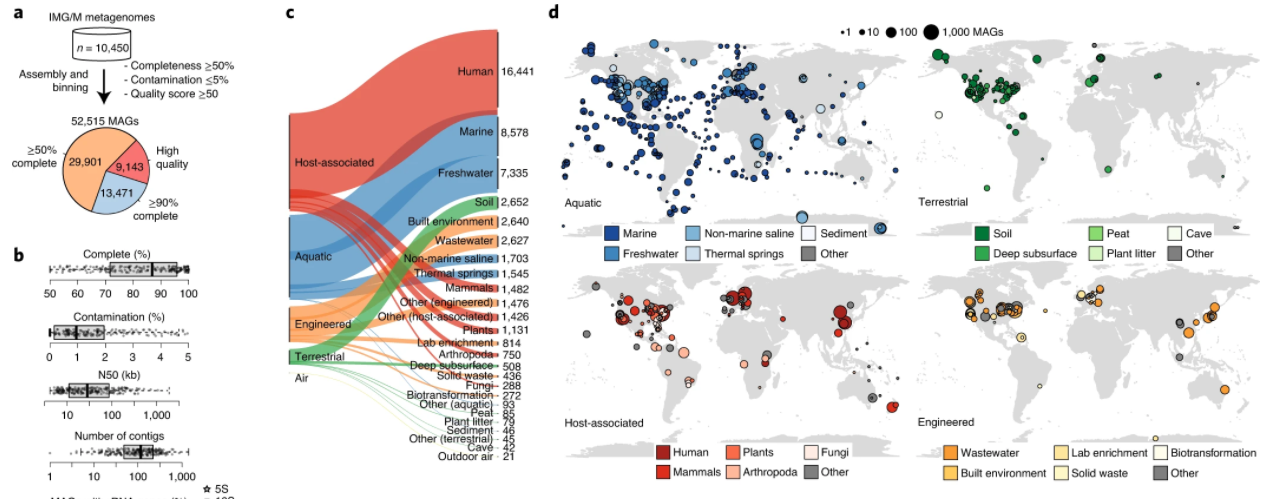 a
IMG/M metagenomes
n = 10,450
Assembly and
binning
- Completeness ≥50%
- Contamination ≤5%
- Quality score ≥50
52,515 MAGs
≥50%
complete
29,901
High
quality
9,143
13,471
≥90%
complete
b
Complete (%)
50 60 70 80 90 100
Contamination (%)
0 1 2 3 4 5
N50 (kb)
10 100 1,000
Number of contigs
1 10 100 1,000
☆ 5S
c
Host-associated
Aquatic
Engineered
Terrestrial
Air
Human 16,441
Marine 8,578
Freshwater 7,335
Soil 2,652
Built environment 2,640
Wastewater 2,627
Non-marine saline 1,703
Thermal springs 1,545
Mammals 1,482
Other (engineered) 1,476
Other (host-associated) 1,426
Plants 1,131
Lab enrichment 814
Arthropoda 750
Deep subsurface 508
Solid waste 436
Fungi 288
Biotransformation 272
Other (aquatic) 93
Peat 85
Plant litter 79
Sediment 46
Other (terrestrial) 45
Cave 42
Outdoor air 21
d
1 10 100 1,000 MAGs
Aquatic
Marine Non-marine saline Sediment
Freshwater Thermal springs Other
Terrestrial
Soil Peat Cave
Deep subsurface Plant litter Other
Host-associated
Human Plants Fungi
Mammals Arthropoda Other
Engineered
Wastewater Lab enrichment Biotransformation
Built environment Solid waste Other